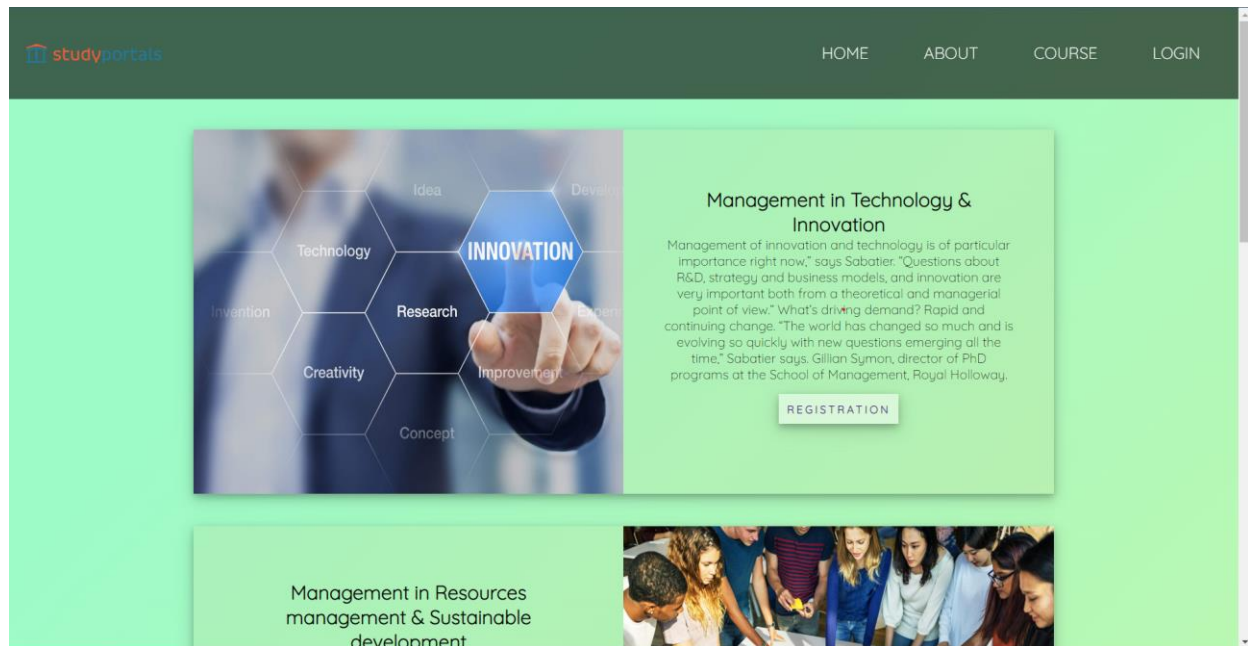 studyportals
HOME ABOUT COURSE LOGIN
Idea
Technology
INNOVATION
Invention
Research
Creativity
Improvement
Concept
Management in Technology &
Innovation
Management of innovation and technology is of particular
importance right now,” says Sabatier. “Questions about
R&D, strategy and business models, and innovation are
very important both from a theoretical and managerial
point of view.” What's driving demand? Rapid and
continuing change. “The world has changed so much and is
evolving so quickly with new questions emerging all the
time,” Sabatier says. Gillian Symon, director of PhD
programs at the School of Management, Royal Holloway.
REGISTRATION
Management in Resources
management & Sustainable
development